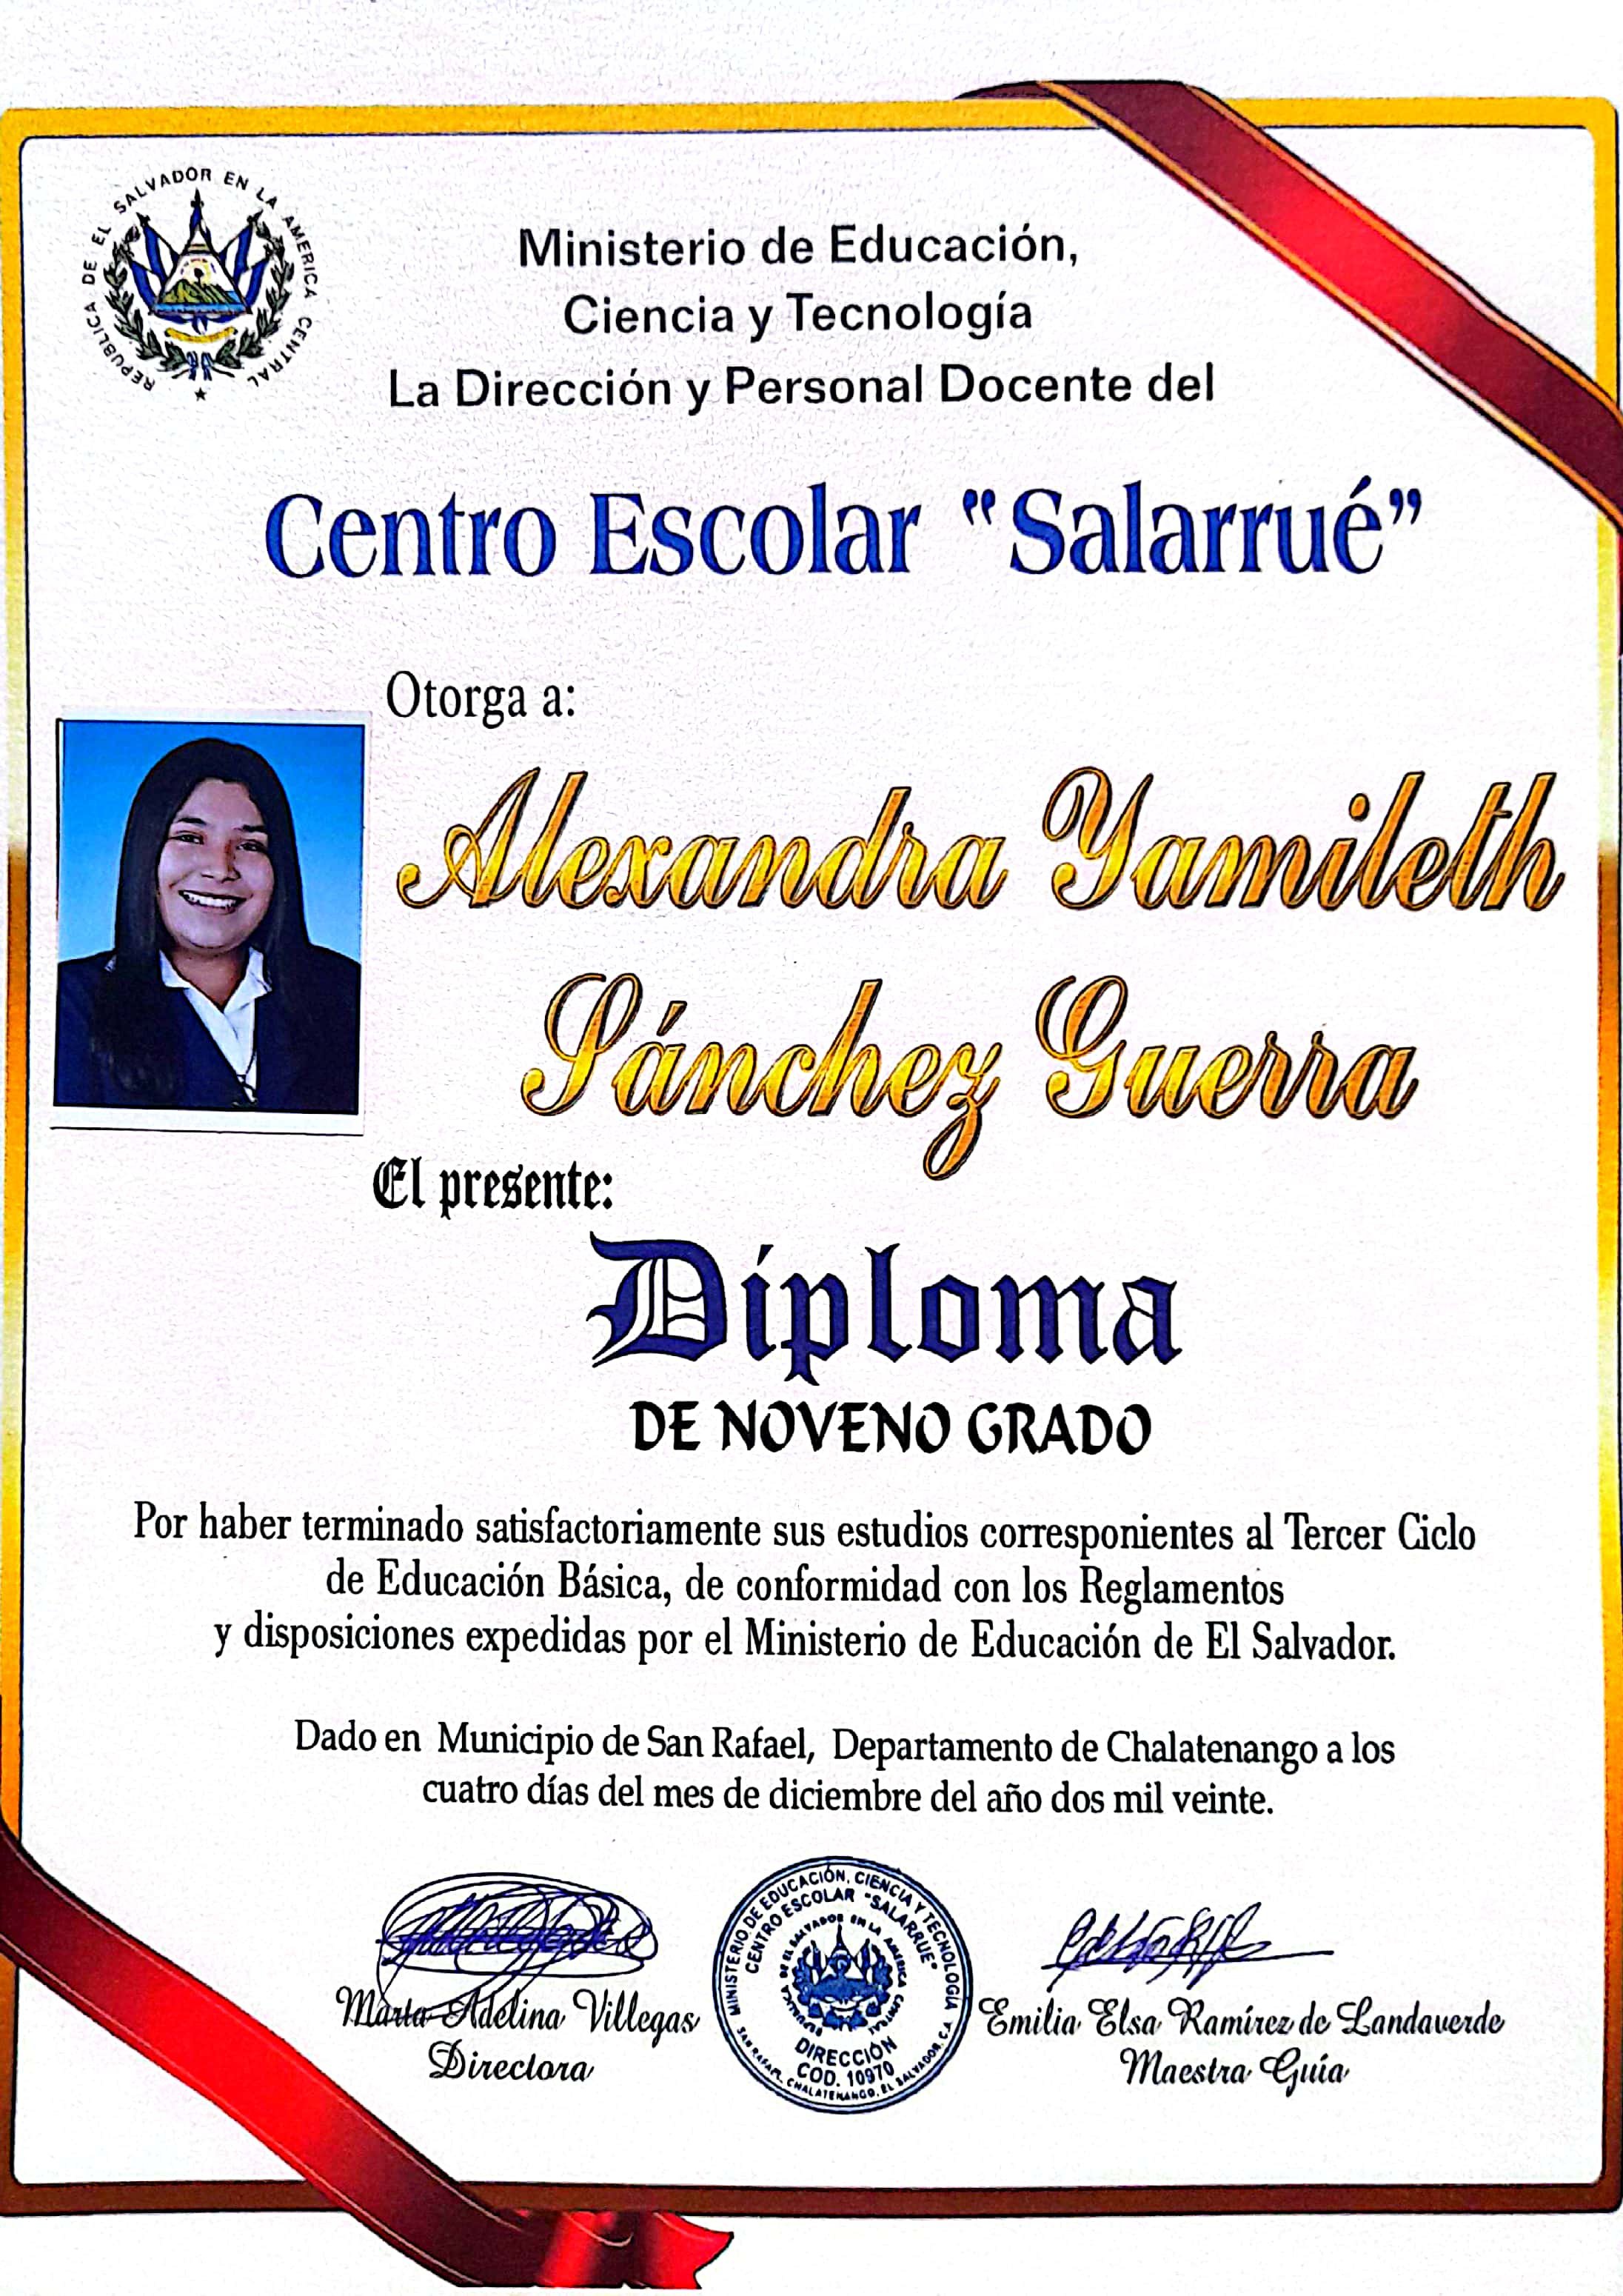 REPUBLICA DE EL SALVADOR EN LA AMERICA CENTRAL
Ministerio de Educación,
Ciencia y Tecnología
La Dirección y Personal Docente del
Centro Escolar "Salarrué"
Otorga a:
Alexandra Yamileth
Sánchez Guerra
El presente:
Diploma
DE NOVENO GRADO
Por haber terminado satisfactoriamente sus estudios corresponientes al Tercer Ciclo
de Educación Básica, de conformidad con los Reglamentos
y disposiciones expedidas por el Ministerio de Educación de El Salvador.
Dado en Municipio de San Rafael, Departamento de Chalatenango a los
cuatro días del mes de diciembre del año dos mil veinte.
Marta Adelina Villegas
Directora
MINISTERIO DE EDUCACIÓN, CIENCIA Y TECNOLOGÍA
CENTRO ESCOLAR "SALARRUE"
REPUBLICA DE EL SALVADOR EN LA AMERICA CENTRAL
DIRECCIÓN
COD. 10970
SAN RAFAEL, CHALATENANGO, EL SALVADOR, C.A.
Emilia Elsa Ramírez de Landaverde
Maestra Guía